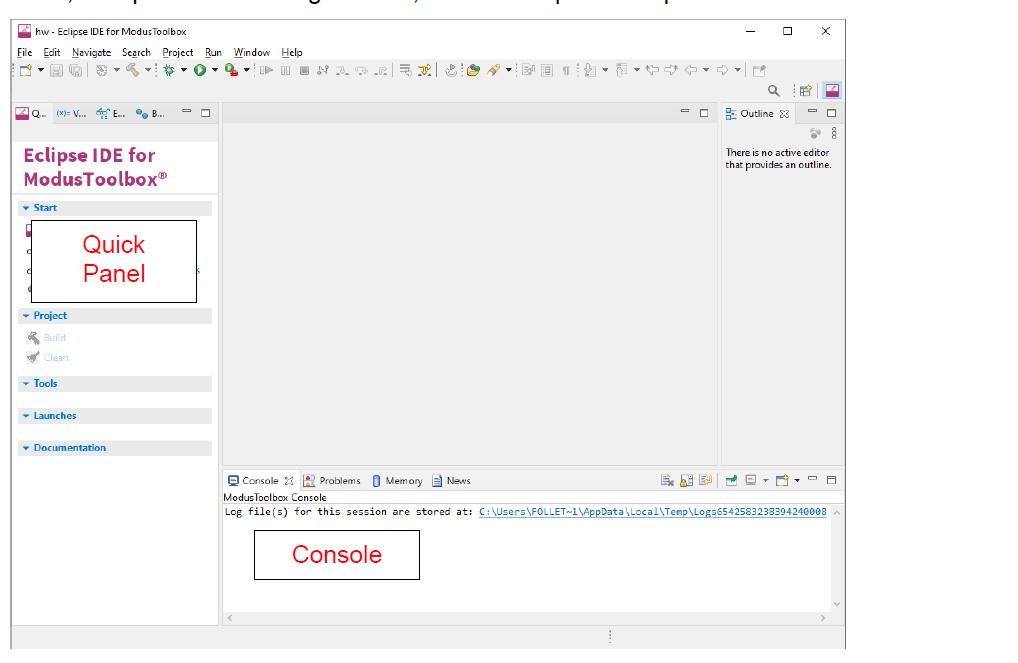 hw - Eclipse IDE for ModusToolbox
File Edit Navigate Search Project Run Window Help
Q... (x)= V... E... B...
Outline
Eclipse IDE for
ModusToolbox®
There is no active editor
that provides an outline.
Start
Quick
Panel
Project
Build
Clean
Tools
Launches
Documentation
Console Problems Memory News
ModusToolbox Console
Log file(s) for this session are stored at: C:\Users\FOLLET~1\AppData\Local\Temp\Logs6542583238394240008
Console